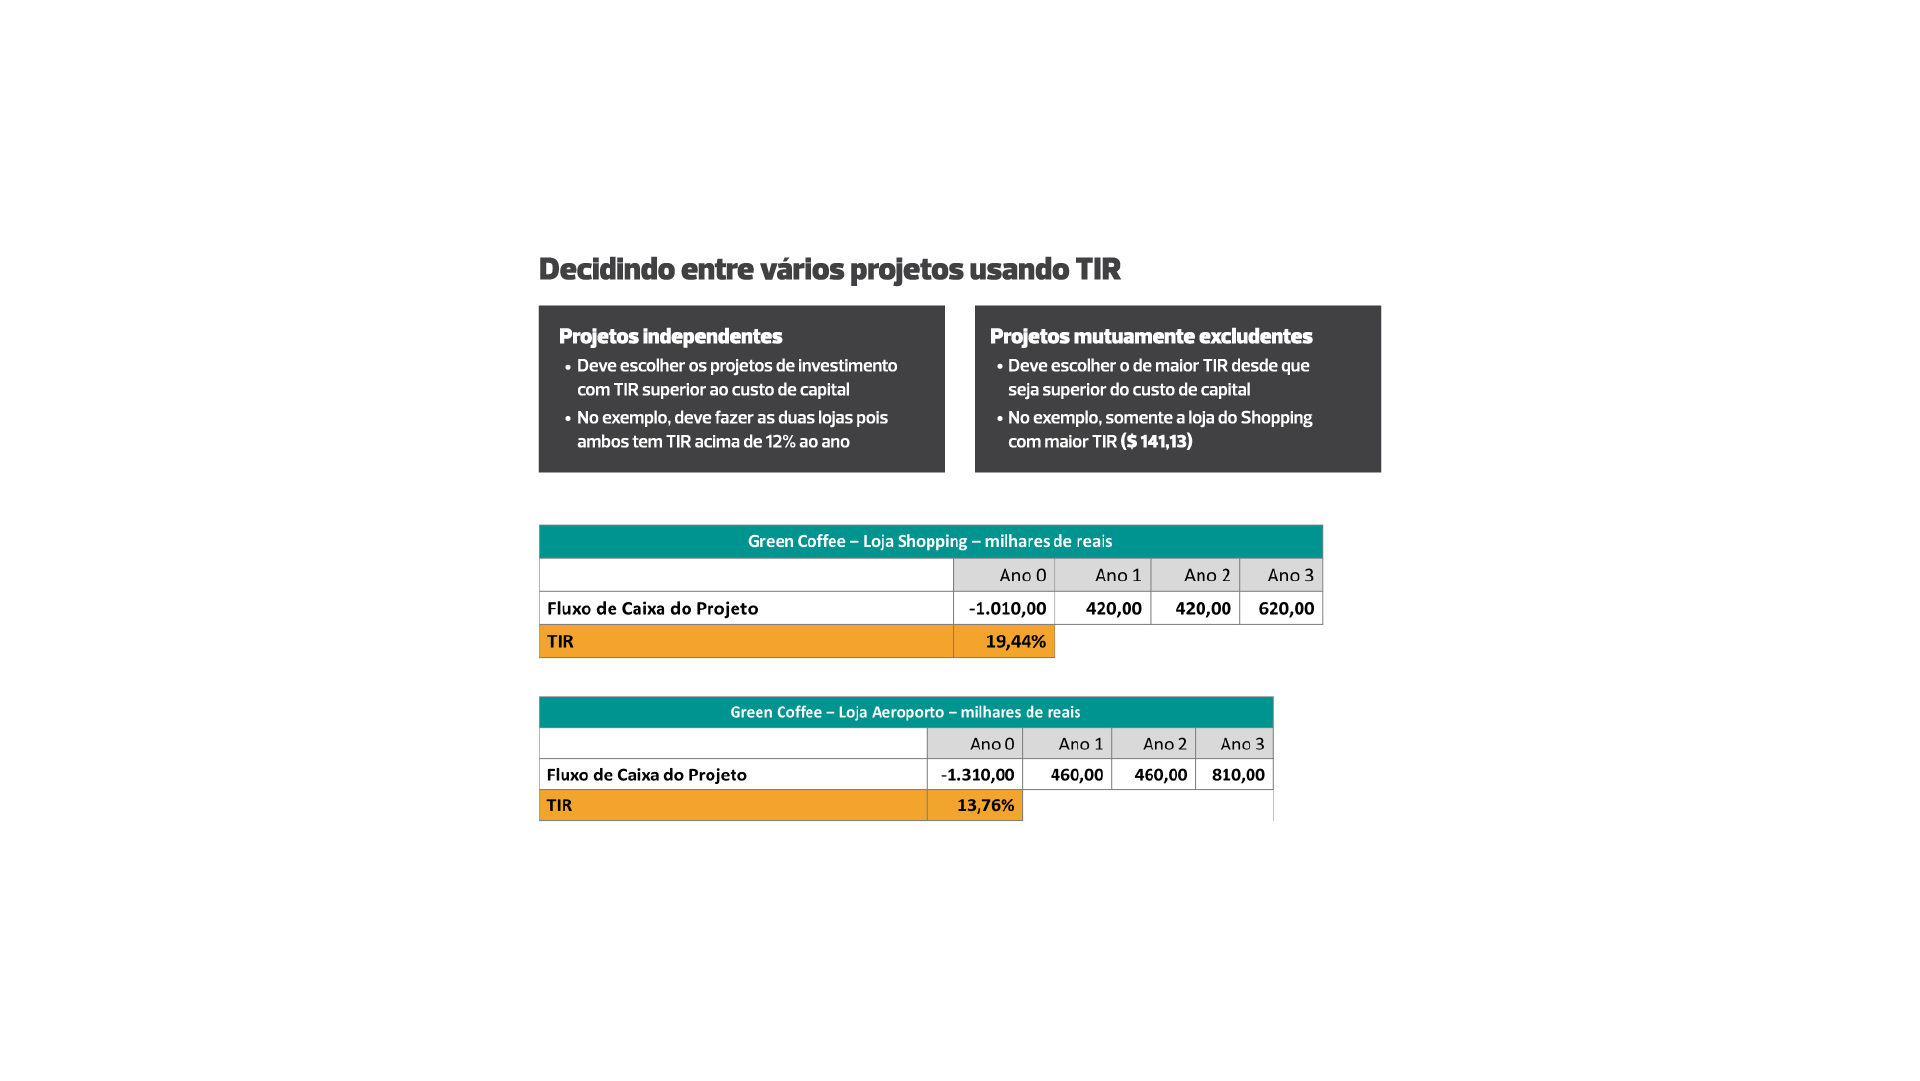 Decidindo entre vários projetos usando TIR
Projetos independentes
• Deve escolher os projetos de investimento
com TIR superior ao custo de capital
• No exemplo, deve fazer as duas lojas pois
ambos tem TIR acima de 12% ao ano
Projetos mutuamente excludentes
• Deve escolher o de maior TIR desde que
seja superior do custo de capital
• No exemplo, somente a loja do Shopping
com maior TIR ($ 141,13)
Green Coffee – Loja Shopping – milhares de reais
Ano 0 Ano 1 Ano 2 Ano 3
Fluxo de Caixa do Projeto -1.010,00 420,00 420,00 620,00
TIR 19,44%
Green Coffee – Loja Aeroporto – milhares de reais
Ano 0 Ano 1 Ano 2 Ano 3
Fluxo de Caixa do Projeto -1.310,00 460,00 460,00 810,00
TIR 13,76%